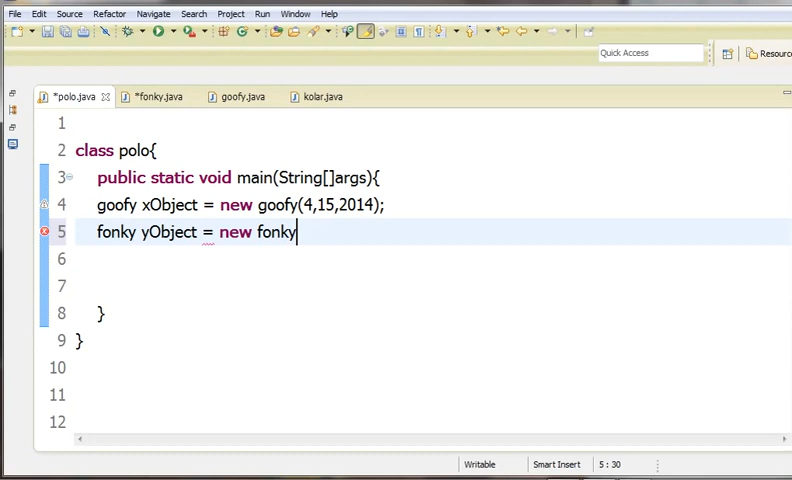 File Edit Source Refactor Navigate Search Project Run Window Help
Quick Access
Resource
*polo.java *fonky.java goofy.java kolar.java
1
2 class polo{
3 public static void main(String[]args){
4 goofy xObject = new goofy(4,15,2014);
5 fonky yObject = new fonky
6
7
8 }
9 }
10
11
12
Writable Smart Insert 5 : 30